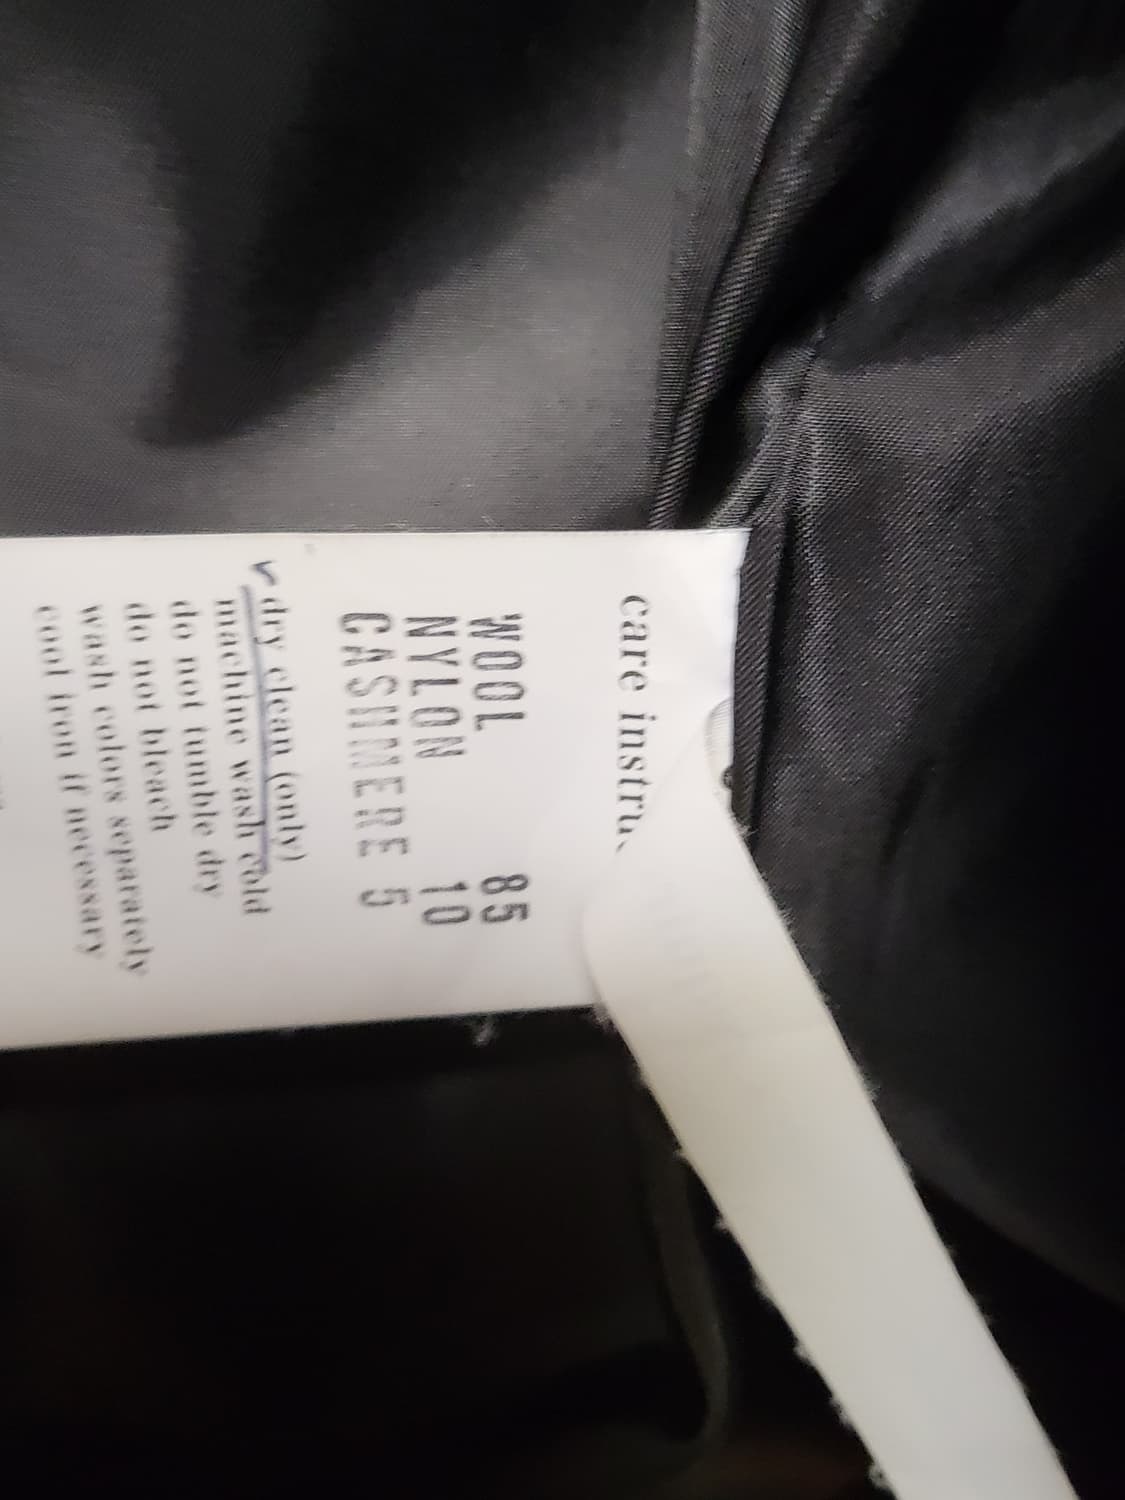 care instru
WOOL 85
NYLON 10
CASHMERE 5
✓ dry clean (only)
machine wash cold
do not tumble dry
do not bleach
wash colors separately
cool iron if necessary